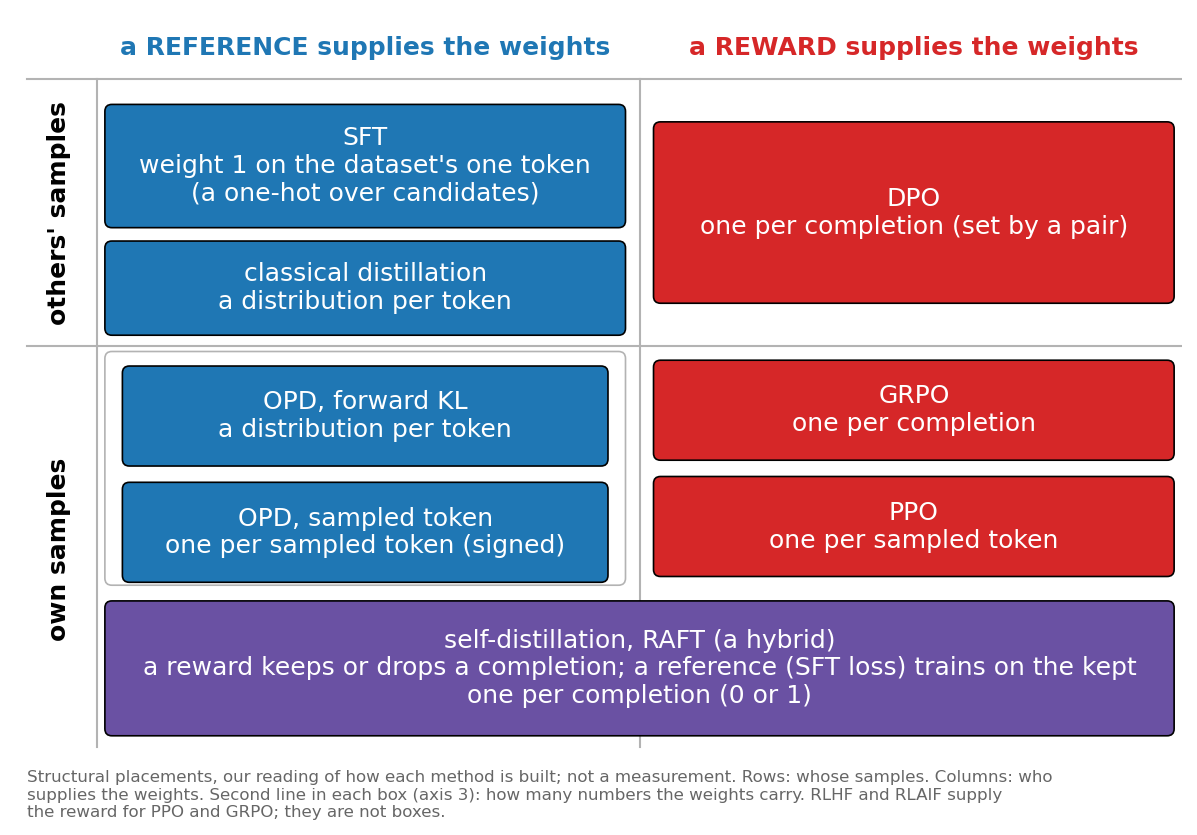 a REFERENCE supplies the weights
a REWARD supplies the weights
others' samples
SFT
weight 1 on the dataset's one token
(a one-hot over candidates)
classical distillation
a distribution per token
DPO
one per completion (set by a pair)
own samples
OPD, forward KL
a distribution per token
OPD, sampled token
one per sampled token (signed)
GRPO
one per completion
PPO
one per sampled token
self-distillation, RAFT (a hybrid)
a reward keeps or drops a completion; a reference (SFT loss) trains on the kept
one per completion (0 or 1)
Structural placements, our reading of how each method is built; not a measurement. Rows: whose samples. Columns: who
supplies the weights. Second line in each box (axis 3): how many numbers the weights carry. RLHF and RLAIF supply
the reward for PPO and GRPO; they are not boxes.